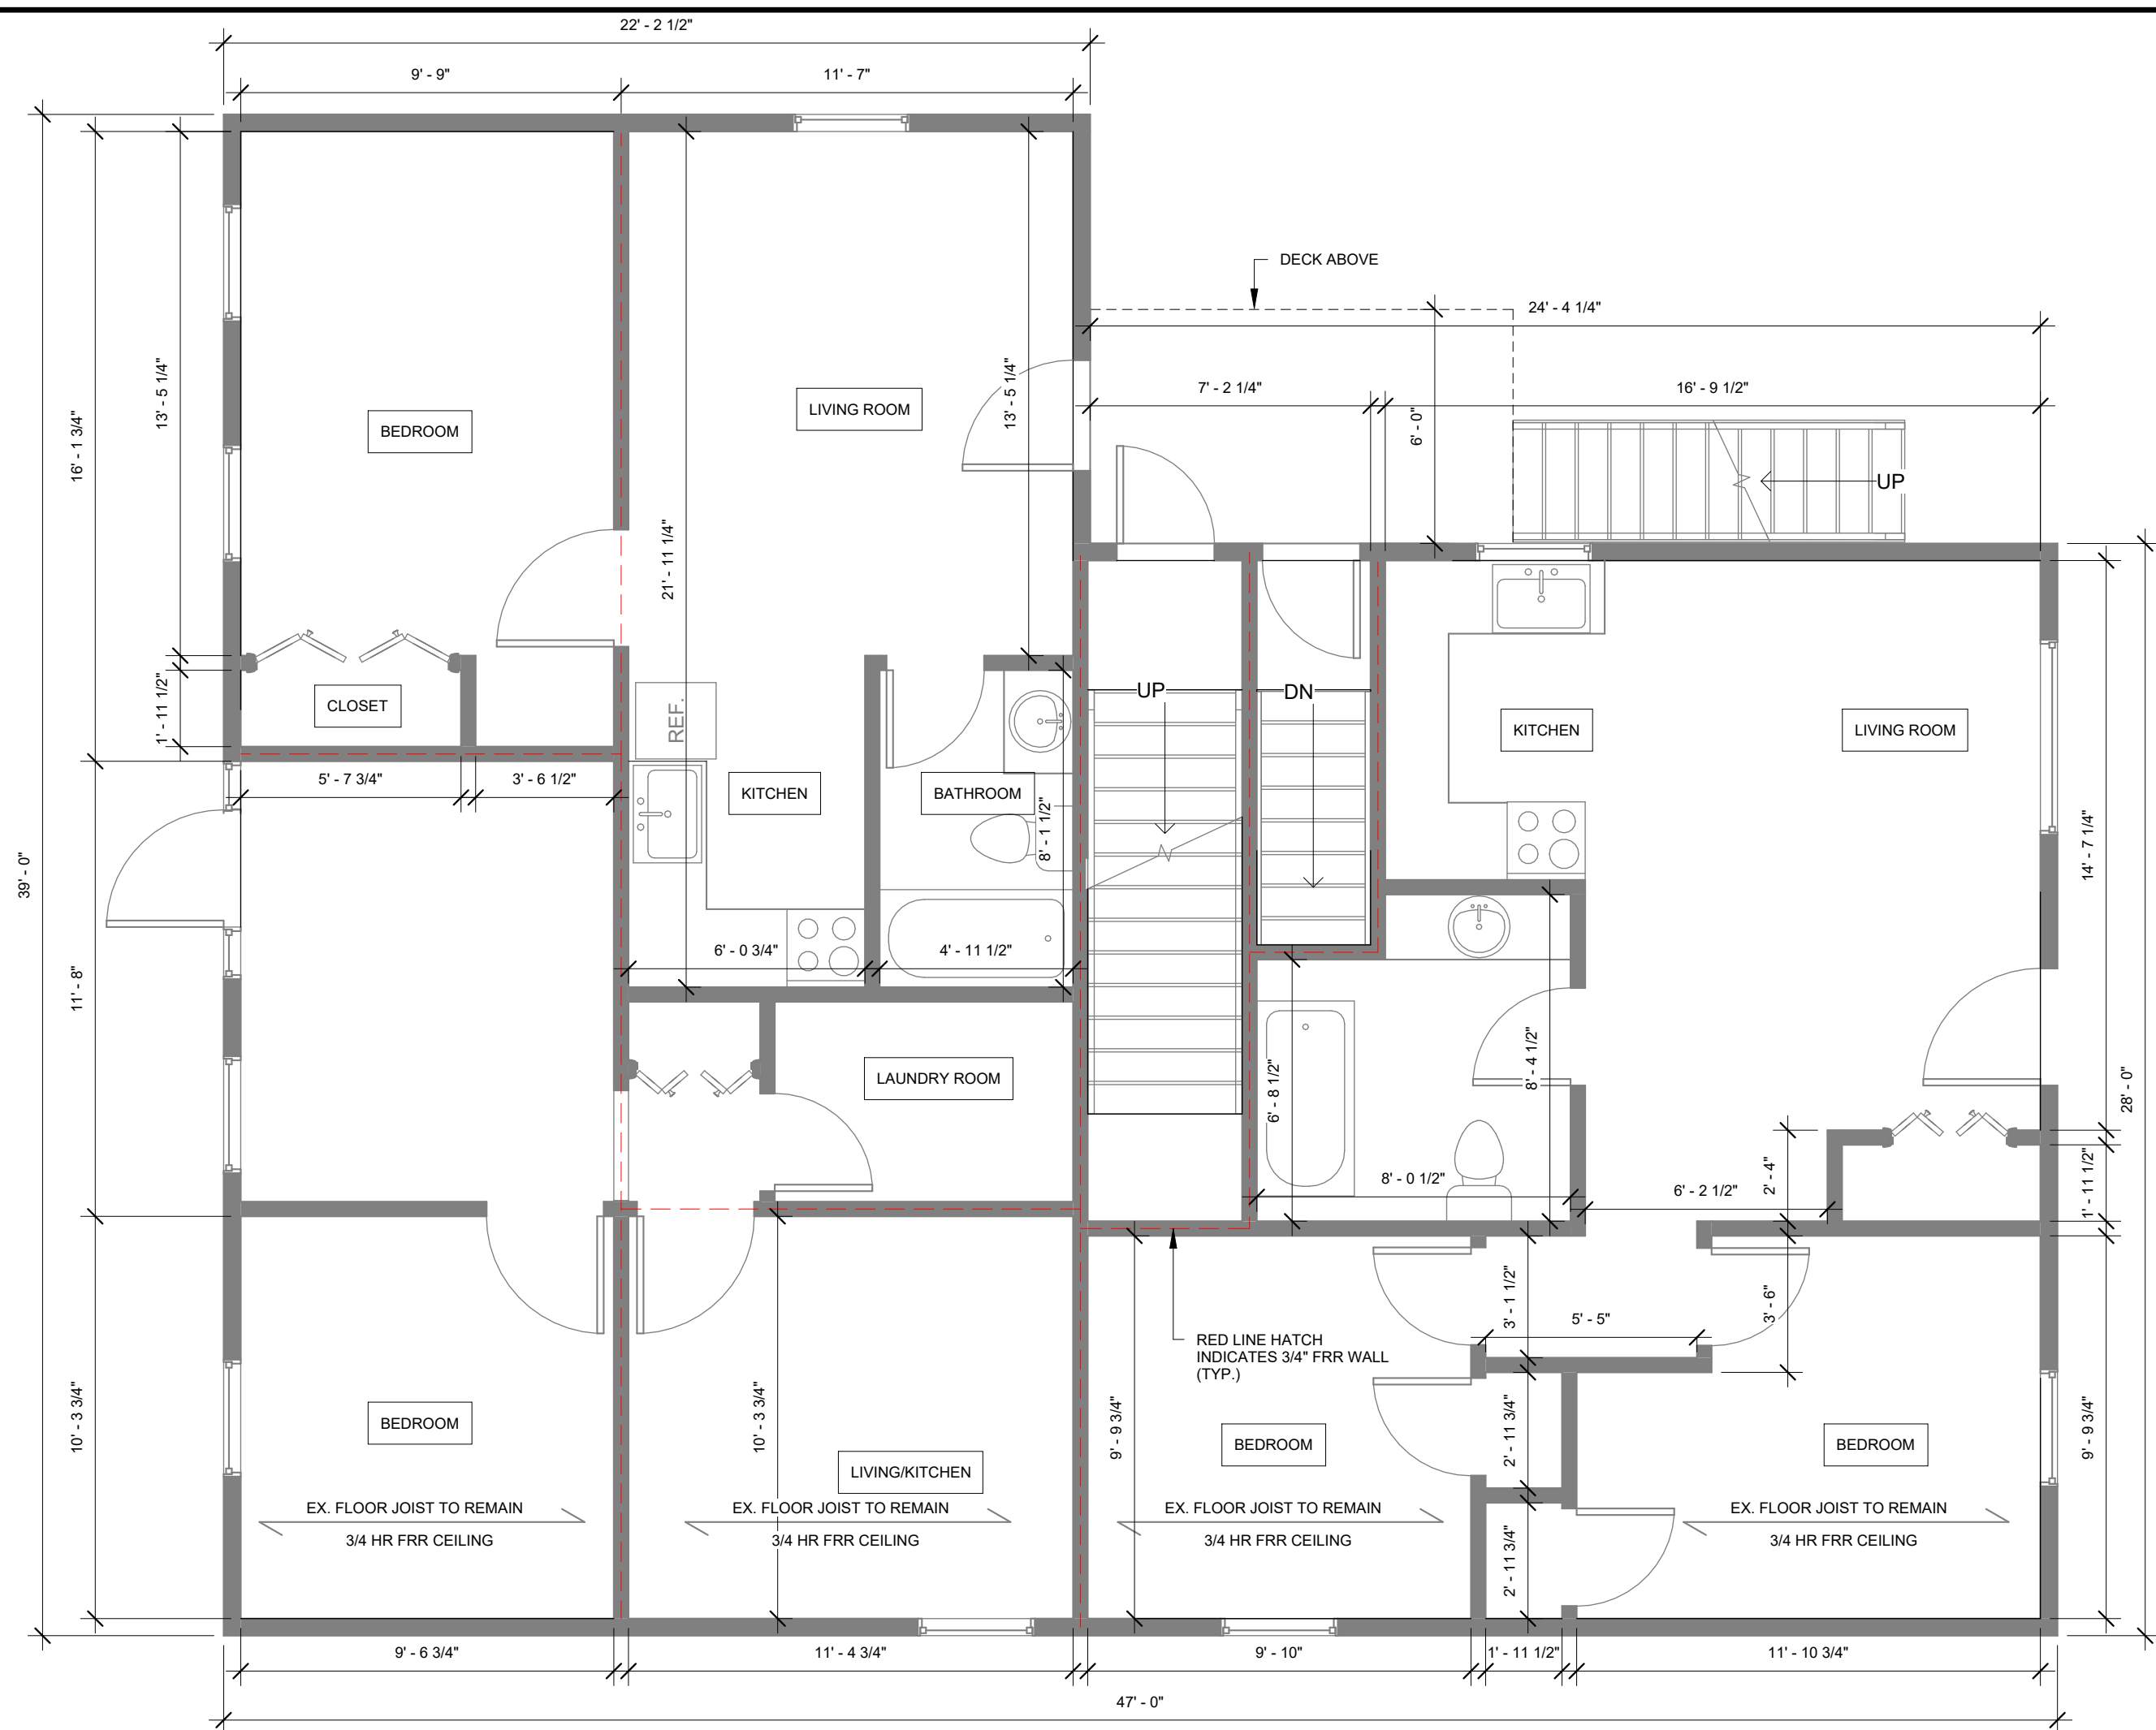 22' - 2 1/2"
9' - 9"
11' - 7"
DECK ABOVE
24' - 4 1/4"
7' - 2 1/4"
16' - 9 1/2"
6' - 0"
13' - 5 1/4"
16' - 1 3/4"
13' - 5 1/4"
LIVING ROOM
BEDROOM
UP
21' - 11 1/4"
CLOSET
1' - 11 1/2"
REF.
UP
DN
KITCHEN
LIVING ROOM
5' - 7 3/4"
3' - 6 1/2"
KITCHEN
BATHROOM
8' - 1 1/2"
39' - 0"
14' - 7 1/4"
11' - 8"
6' - 0 3/4"
4' - 11 1/2"
LAUNDRY ROOM
6' - 8 1/2"
8' - 4 1/2"
28' - 0"
8' - 0 1/2"
6' - 2 1/2"
2' - 4"
1' - 11 1/2"
3' - 1 1/2"
5' - 5"
3' - 6"
RED LINE HATCH
INDICATES 3/4" FRR WALL
(TYP.)
10' - 3 3/4"
BEDROOM
10' - 3 3/4"
LIVING/KITCHEN
9' - 9 3/4"
BEDROOM
2' - 11 3/4"
BEDROOM
9' - 9 3/4"
EX. FLOOR JOIST TO REMAIN
3/4 HR FRR CEILING
EX. FLOOR JOIST TO REMAIN
3/4 HR FRR CEILING
EX. FLOOR JOIST TO REMAIN
3/4 HR FRR CEILING
2' - 11 3/4"
EX. FLOOR JOIST TO REMAIN
3/4 HR FRR CEILING
9' - 6 3/4"
11' - 4 3/4"
9' - 10"
1' - 11 1/2"
11' - 10 3/4"
47' - 0"